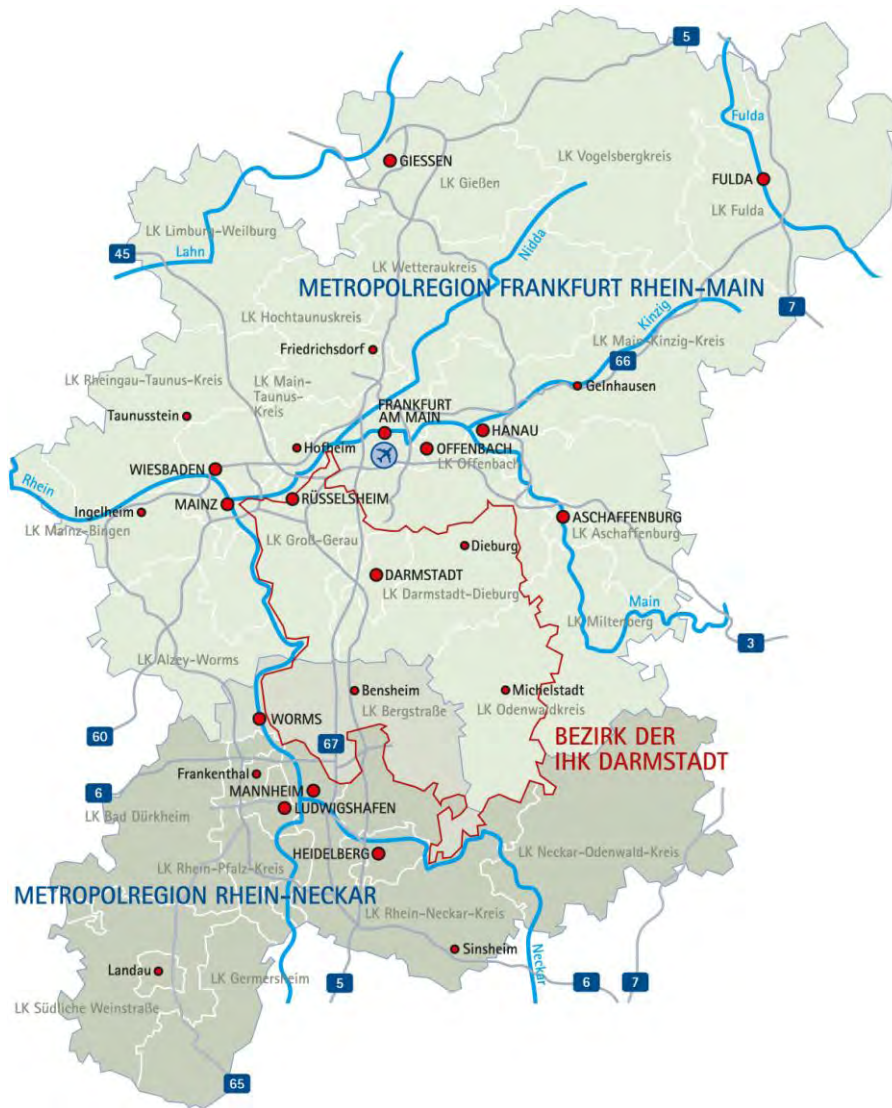 5
Fulda
GIESSEN
LK Vogelsbergkreis
FULDA
LK Gießen
LK Fulda
LK Limburg-Weilburg
45
Lahn
Nidda
LK Wetteraukreis
METROPOLREGION FRANKFURT RHEIN-MAIN
Kinzig
7
LK Hochtaunuskreis
LK Main-Kinzig-Kreis
Friedrichsdorf
66
LK Rheingau-Taunus-Kreis
LK Main-
Taunus-
Kreis
Gelnhausen
Taunusstein
FRANKFURT
AM MAIN
HANAU
Hofheim
OFFENBACH
LK Offenbach
WIESBADEN
Rhein
RÜSSELSHEIM
MAINZ
Ingelheim
ASCHAFFENBURG
LK Mainz-Bingen
LK Aschaffenburg
LK Groß-Gerau
Dieburg
DARMSTADT
LK Darmstadt-Dieburg
Main
LK Miltenberg
3
LK Alzey-Worms
Bensheim
Michelstadt
LK Bergstraße
LK Odenwaldkreis
WORMS
60
67
BEZIRK DER
IHK DARMSTADT
Frankenthal
6
MANNHEIM
LUDWIGSHAFEN
LK Bad Dürkheim
HEIDELBERG
LK Neckar-Odenwald-Kreis
LK Rhein-Pfalz-Kreis
METROPOLREGION RHEIN-NECKAR
LK Rhein-Neckar-Kreis
Sinsheim
Neckar
Landau
LK Germersheim
5
6
7
LK Südliche Weinstraße
65